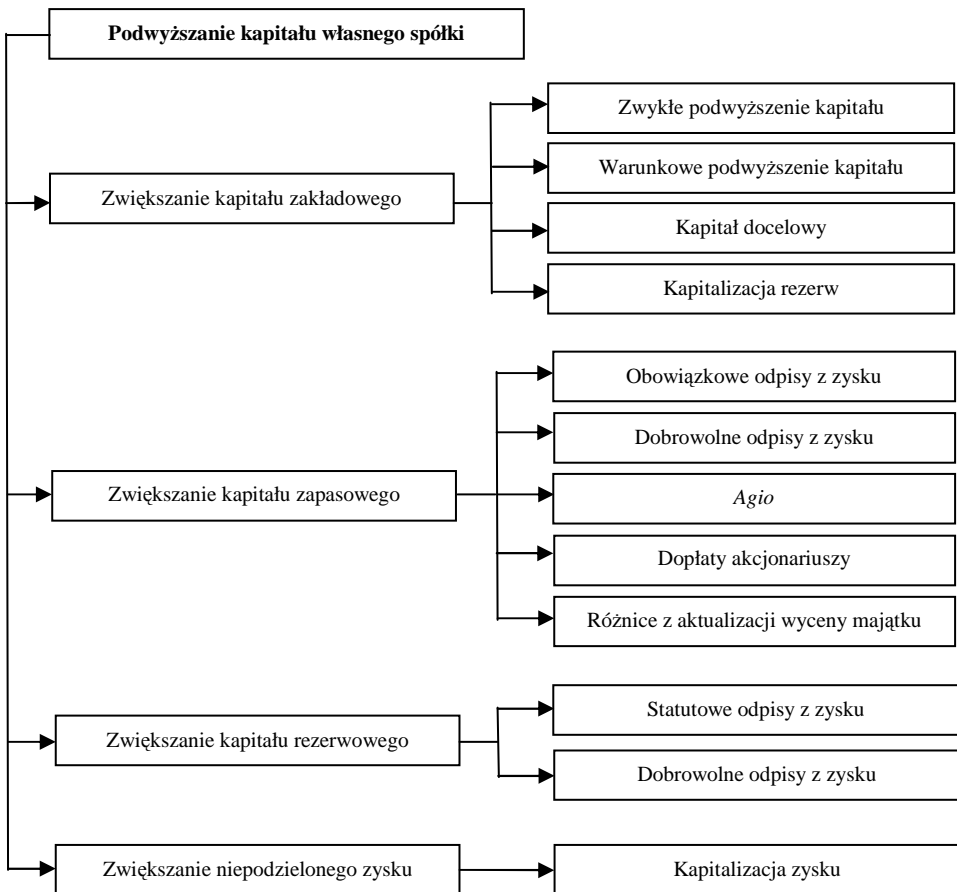 Podwyższanie kapitału własnego spółki
Zwiększanie kapitału zakładowego
Zwykłe podwyższenie kapitału
Warunkowe podwyższenie kapitału
Kapitał docelowy
Kapitalizacja rezerw
Zwiększanie kapitału zapasowego
Obowiązkowe odpisy z zysku
Dobrowolne odpisy z zysku
Agio
Dopłaty akcjonariuszy
Różnice z aktualizacji wyceny majątku
Zwiększanie kapitału rezerwowego
Statutowe odpisy z zysku
Dobrowolne odpisy z zysku
Zwiększanie niepodzielonego zysku
Kapitalizacja zysku